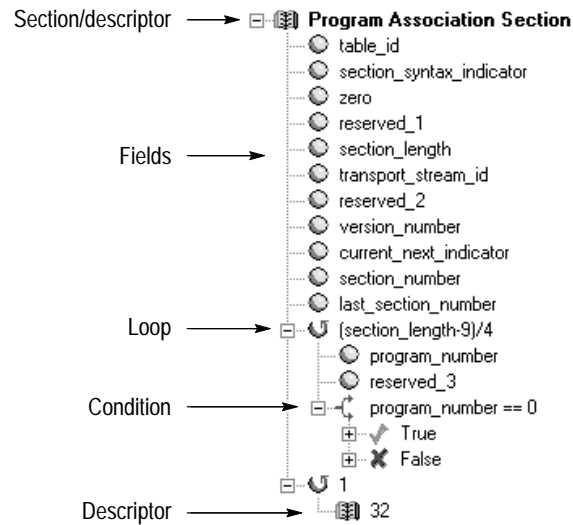 Section/descriptor Program Association Section
table_id
section_syntax_indicator
zero
reserved_1
Fields section_length
transport_stream_id
reserved_2
version_number
current_next_indicator
section_number
last_section_number
Loop (section_length-9)/4
program_number
reserved_3
Condition program_number == 0
True
False
1
Descriptor 32